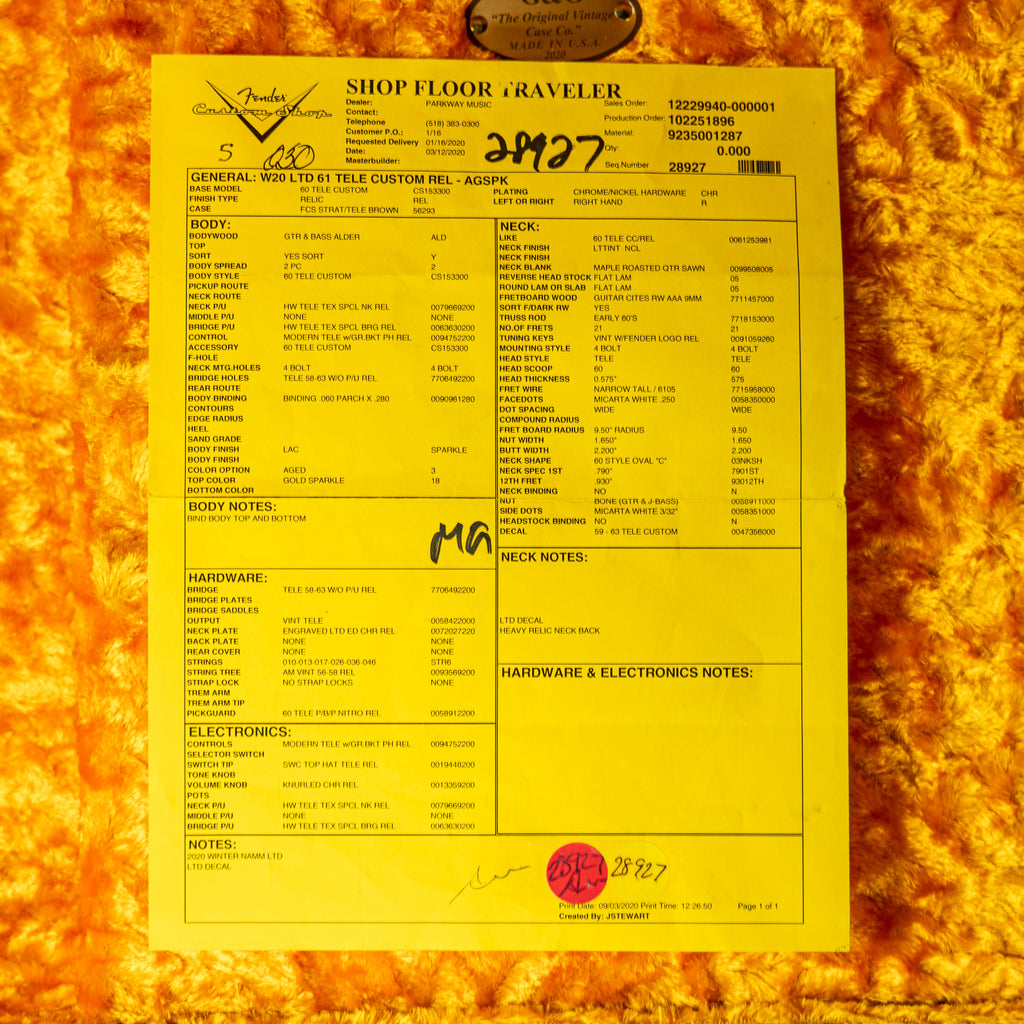 "The Original Vintage
Case Co."
MADE IN U.S.A.
2020
Fender
Custom Shop
SHOP FLOOR TRAVELER
Dealer: PARKWAY MUSIC
Contact:
Telephone (518) 383-0300
Customer P.O.: 1/16
Requested Delivery 01/16/2020
Date: 03/12/2020
Masterbuilder:
28927
Sales Order: 12229940-000001
Production Order: 102251896
Material: 9235001287
Qty: 0.000
Seq.Number 28927
GENERAL: W20 LTD 61 TELE CUSTOM REL - AGSPK
BASE MODEL 60 TELE CUSTOM CS153300 PLATING CHROME/NICKEL HARDWARE CHR
FINISH TYPE RELIC REL LEFT OR RIGHT RIGHT HAND R
CASE FCS STRAT/TELE BROWN 56293
BODY:
BODYWOOD GTR & BASS ALDER ALD
TOP
SORT YES SORT Y
BODY SPREAD 2 PC 2
BODY STYLE 60 TELE CUSTOM CS153300
PICKUP ROUTE
NECK ROUTE
NECK P/U HW TELE TEX SPCL NK REL 0079669200
MIDDLE P/U NONE NONE
BRIDGE P/U HW TELE TEX SPCL BRG REL 0063630200
CONTROL MODERN TELE w/GR.BKT PH REL 0094752200
ACCESSORY 60 TELE CUSTOM CS153300
F-HOLE
NECK MTG.HOLES 4 BOLT 4 BOLT
BRIDGE HOLES TELE 58-63 W/O P/U REL 7706492200
REAR ROUTE
BODY BINDING BINDING .060 PARCH X .280 0090961280
CONTOURS
EDGE RADIUS
HEEL
SAND GRADE
BODY FINISH LAC SPARKLE
BODY FINISH
COLOR OPTION AGED 3
TOP COLOR GOLD SPARKLE 18
BOTTOM COLOR
BODY NOTES:
BIND BODY TOP AND BOTTOM
HARDWARE:
BRIDGE TELE 58-63 W/O P/U REL 7706492200
BRIDGE PLATES
BRIDGE SADDLES
OUTPUT VINT TELE 0058422000
NECK PLATE ENGRAVED LTD ED CHR REL 0072027220
BACK PLATE NONE NONE
REAR COVER NONE NONE
STRINGS 010-013-017-026-036-046 STR6
STRING TREE AM VINT 56-58 REL 0093569200
STRAP LOCK NO STRAP LOCKS NONE
TREM ARM
TREM ARM TIP
PICKGUARD 60 TELE P/B/P NITRO REL 0058912200
ELECTRONICS:
CONTROLS MODERN TELE w/GR.BKT PH REL 0094752200
SELECTOR SWITCH
SWITCH TIP SWC TOP HAT TELE REL 0019448200
TONE KNOB
VOLUME KNOB KNURLED CHR REL 0013359200
POTS
NECK P/U HW TELE TEX SPCL NK REL 0079669200
MIDDLE P/U NONE NONE
BRIDGE P/U HW TELE TEX SPCL BRG REL 0063630200
NECK:
LIKE 60 TELE CC/REL 0061253981
NECK FINISH LTTINT NCL
NECK FINISH
NECK BLANK MAPLE ROASTED QTR SAWN 0099508005
REVERSE HEAD STOCK FLAT LAM 05
ROUND LAM OR SLAB FLAT LAM 05
FRETBOARD WOOD GUITAR CITES RW AAA 9MM 7711457000
SORT F/DARK RW YES
TRUSS ROD EARLY 60'S 7718153000
NO.OF FRETS 21 21
TUNING KEYS VINT W/FENDER LOGO REL 0091059260
MOUNTING STYLE 4 BOLT 4 BOLT
HEAD STYLE TELE TELE
HEAD SCOOP 60 60
HEAD THICKNESS 0.575" 575
FRET WIRE NARROW TALL / 6105 7715958000
FACEDOTS MICARTA WHITE .250 0058350000
DOT SPACING WIDE WIDE
COMPOUND RADIUS
FRET BOARD RADIUS 9.50" RADIUS 9.50
NUT WIDTH 1.650" 1.650
BUTT WIDTH 2.200" 2.200
NECK SHAPE 60 STYLE OVAL "C" 03NKSH
NECK SPEC 1ST .790" 7901ST
12TH FRET .930" 93012TH
NECK BINDING NO N
NUT BONE (GTR & J-BASS) 0058911000
SIDE DOTS MICARTA WHITE 3/32" 0058351000
HEADSTOCK BINDING NO N
DECAL 59 - 63 TELE CUSTOM 0047356000
NECK NOTES:
LTD DECAL
HEAVY RELIC NECK BACK
HARDWARE & ELECTRONICS NOTES:
NOTES:
2020 WINTER NAMM LTD
LTD DECAL
28927
28927
Print Date: 09/03/2020 Print Time: 12:26:50 Page 1 of 1
Created By: JSTEWART